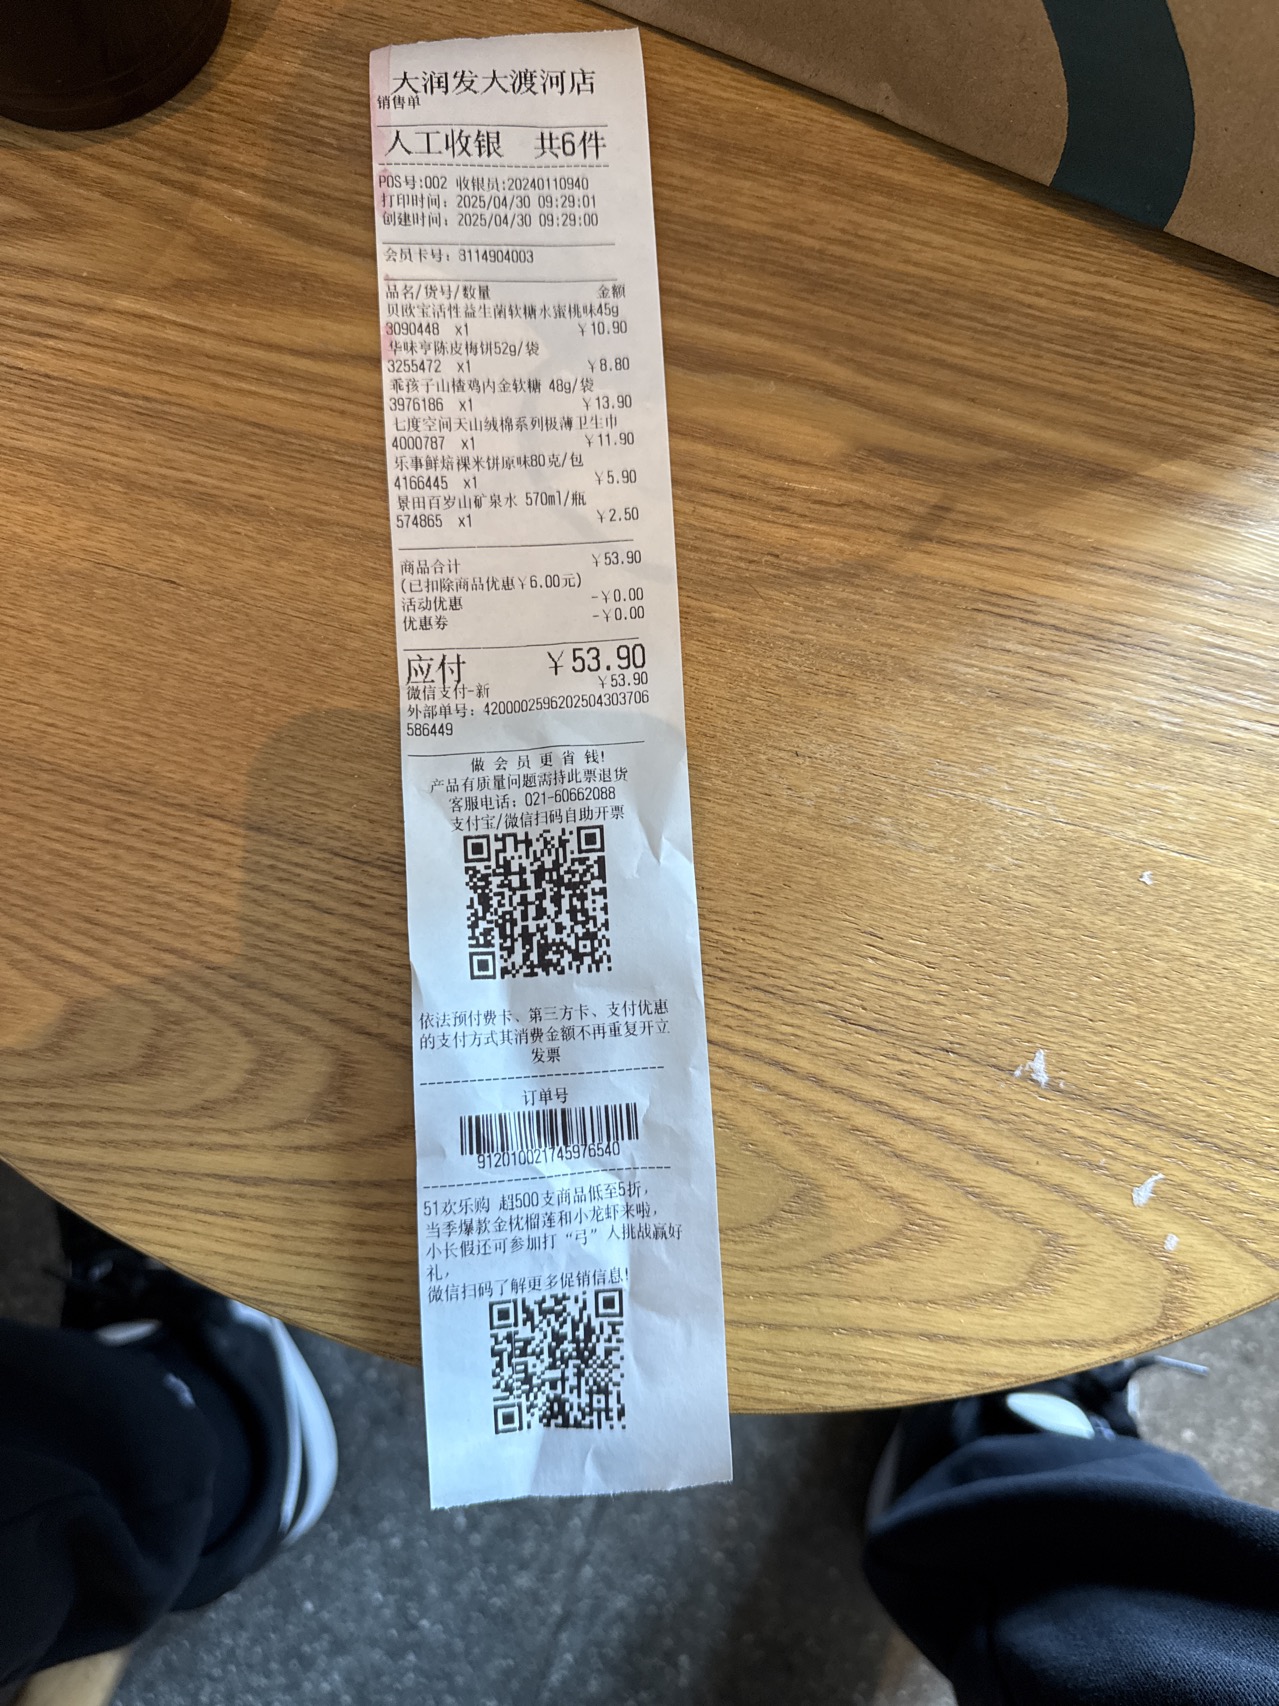 大润发大渡河店
销售单
人工收银 共6件
POS号:002 收银员:20240110940
打印时间: 2025/04/30 09:29:01
创建时间: 2025/04/30 09:29:00
会员卡号: 3114904003
品名/货号/数量 金额
贝欧宝活性益生菌软糖水蜜桃味45g
3090448 x1 ￥10.90
华味亨陈皮梅饼52g/袋
3255472 x1 ￥8.80
乖孩子山楂鸡内金软糖 48g/袋
3976186 x1 ￥13.90
七度空间天山绒棉系列极薄卫生巾
4000787 x1 ￥11.90
乐事鲜焙裸米饼原味80克/包
4166445 x1 ￥5.90
景田百岁山矿泉水 570ml/瓶
574865 x1 ￥2.50
商品合计 ￥53.90
(已扣除商品优惠￥6.00元)
活动优惠 -￥0.00
优惠券 -￥0.00
应付 ￥53.90
微信支付-新 ￥53.90
外部单号: 4200002596202504303706
586449
做 会 员 更 省 钱!
产品有质量问题需持此票退货
客服电话: 021-60662088
支付宝/微信扫码自助开票
依法预付费卡、第三方卡、支付优惠
的支付方式其消费金额不再重复开立
发票
订单号
912010021745976540
51欢乐购 超500支商品低至5折,
当季爆款金枕榴莲和小龙虾来啦,
小长假还可参加打“弓”人挑战赢好
礼,
微信扫码了解更多促销信息!